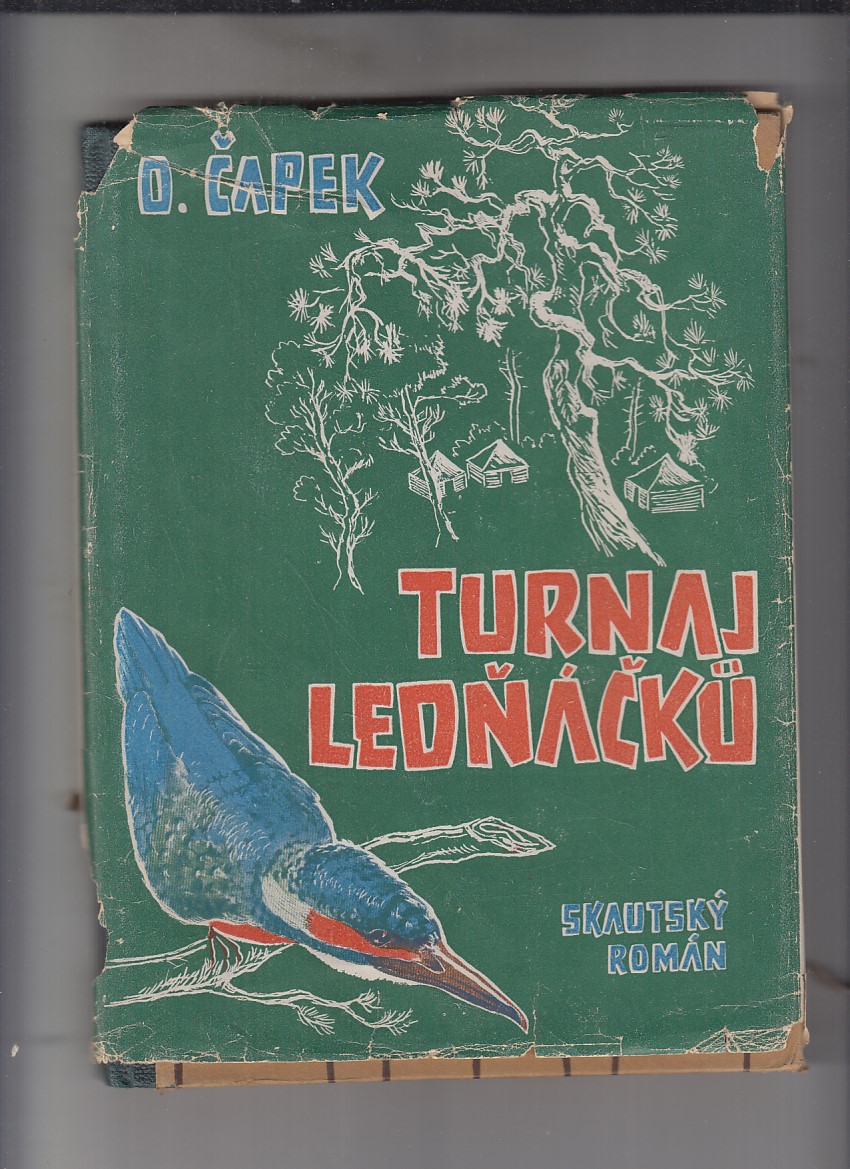 O. ČAPEK
TURNAJ
LEDŇÁČKŮ
SKAUTSKÝ
ROMÁN